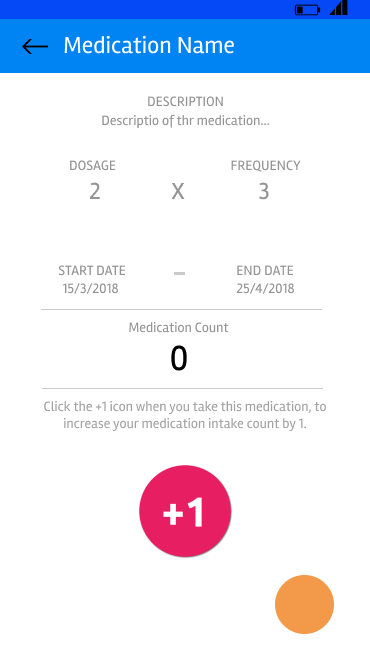 Medication Name
DESCRIPTION
Descriptio of thr medication...
DOSAGE FREQUENCY
2 X 3
START DATE – END DATE
15/3/2018 25/4/2018
Medication Count
0
Click the +1 icon when you take this medication, to
increase your medication intake count by 1.
+1